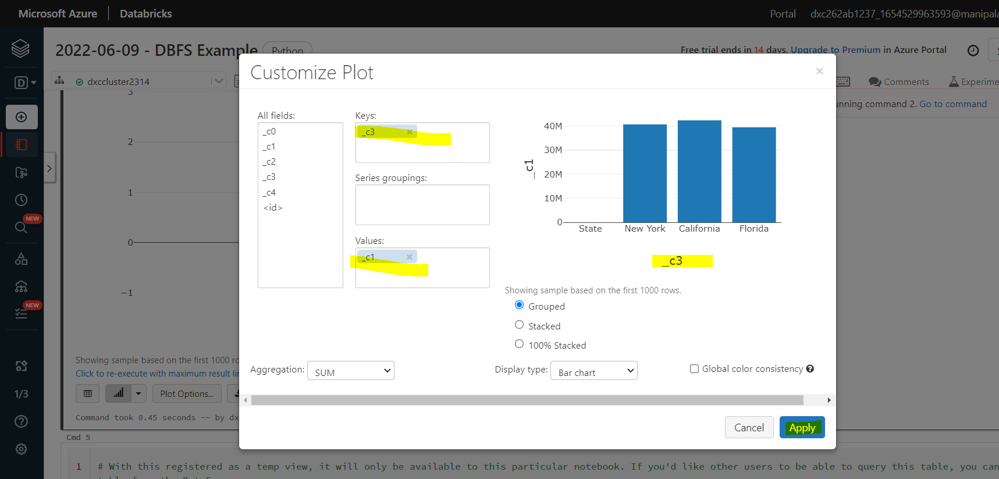 Microsoft Azure | Databricks
Portal dxc262ab1237_1654529963593@manipal
2022-06-09 - DBFS Example Python
Free trial ends in 14 days. Upgrade to Premium in Azure Portal
D
dxccluster2314
Comments
Experime
unning command 2. Go to command
Customize Plot
All fields:
_c0
_c1
_c2
_c3
_c4
<id>
Keys:
_c3
Series groupings:
Values:
_c1
40M
30M
20M
10M
0
_c1
State New York California Florida
_c3
Showing sample based on the first 1000 rows.
Grouped
Stacked
100% Stacked
Aggregation: SUM
Display type: Bar chart
Global color consistency
Cancel
Apply
NEW
NEW
1/3
3
2
1
0
−1
Showing sample based on the first 1000 ro
Click to re-execute with maximum result li
Plot Options...
Command took 0.45 seconds -- by dx
Cmd 5
1 # With this registered as a temp view, it will only be available to this particular notebook. If you'd like other users to be able to query this table, you can